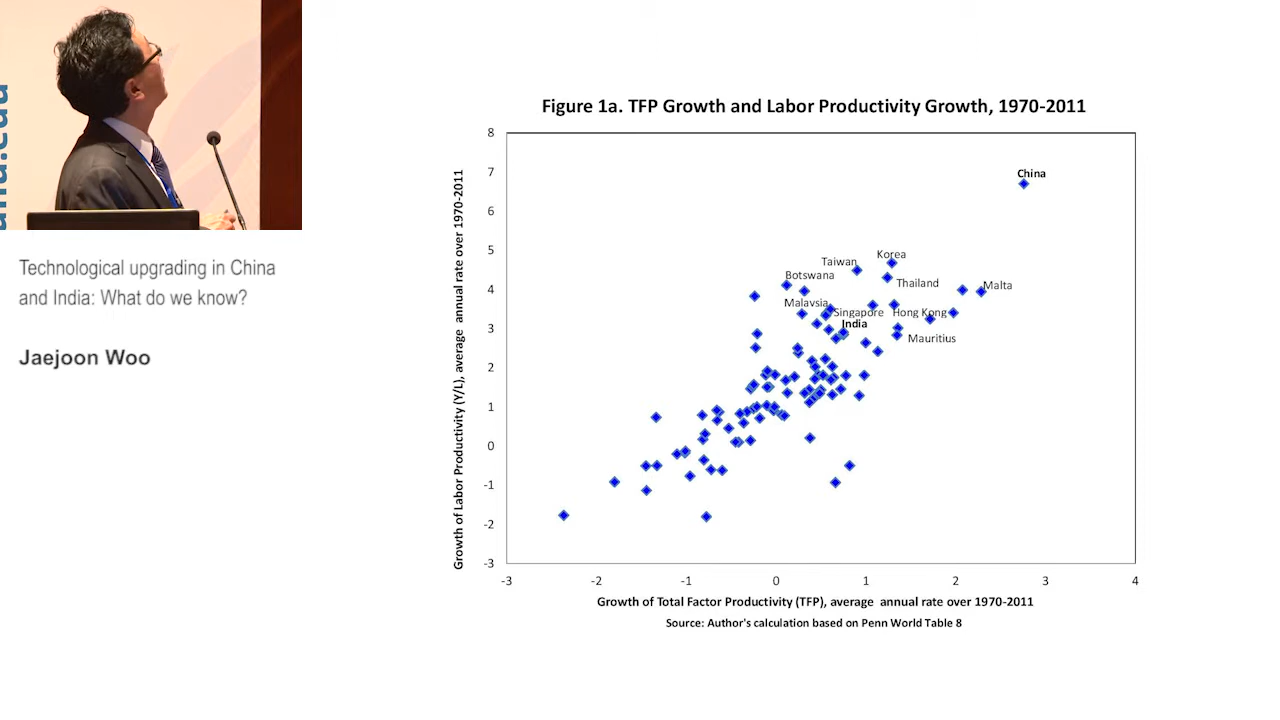 Technological upgrading in China
and India: What do we know?
Jaejoon Woo
Figure 1a. TFP Growth and Labor Productivity Growth, 1970-2011
Growth of Labor Productivity (Y/L), average annual rate over 1970-2011
8
7
6
5
4
3
2
1
0
-1
-2
-3
China
Korea
Taiwan
Botswana
Thailand
Malta
Malaysia
Singapore
Hong Kong
India
Mauritius
-3 -2 -1 0 1 2 3 4
Growth of Total Factor Productivity (TFP), average annual rate over 1970-2011
Source: Author's calculation based on Penn World Table 8